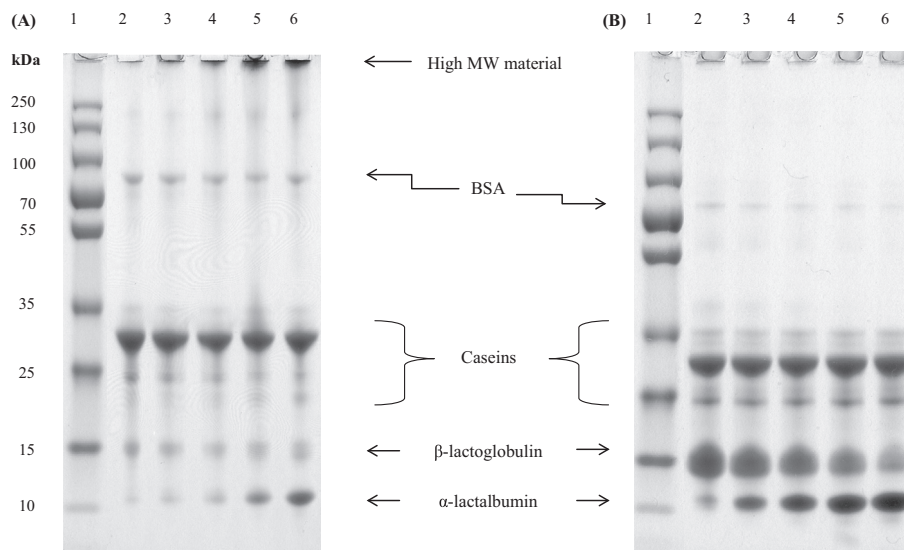 (A) 1 2 3 4 5 6 (B) 1 2 3 4 5 6
kDa
High MW material
250
130
100
BSA
70
55
35
Caseins
25
15
β-lactoglobulin
10
α-lactalbumin